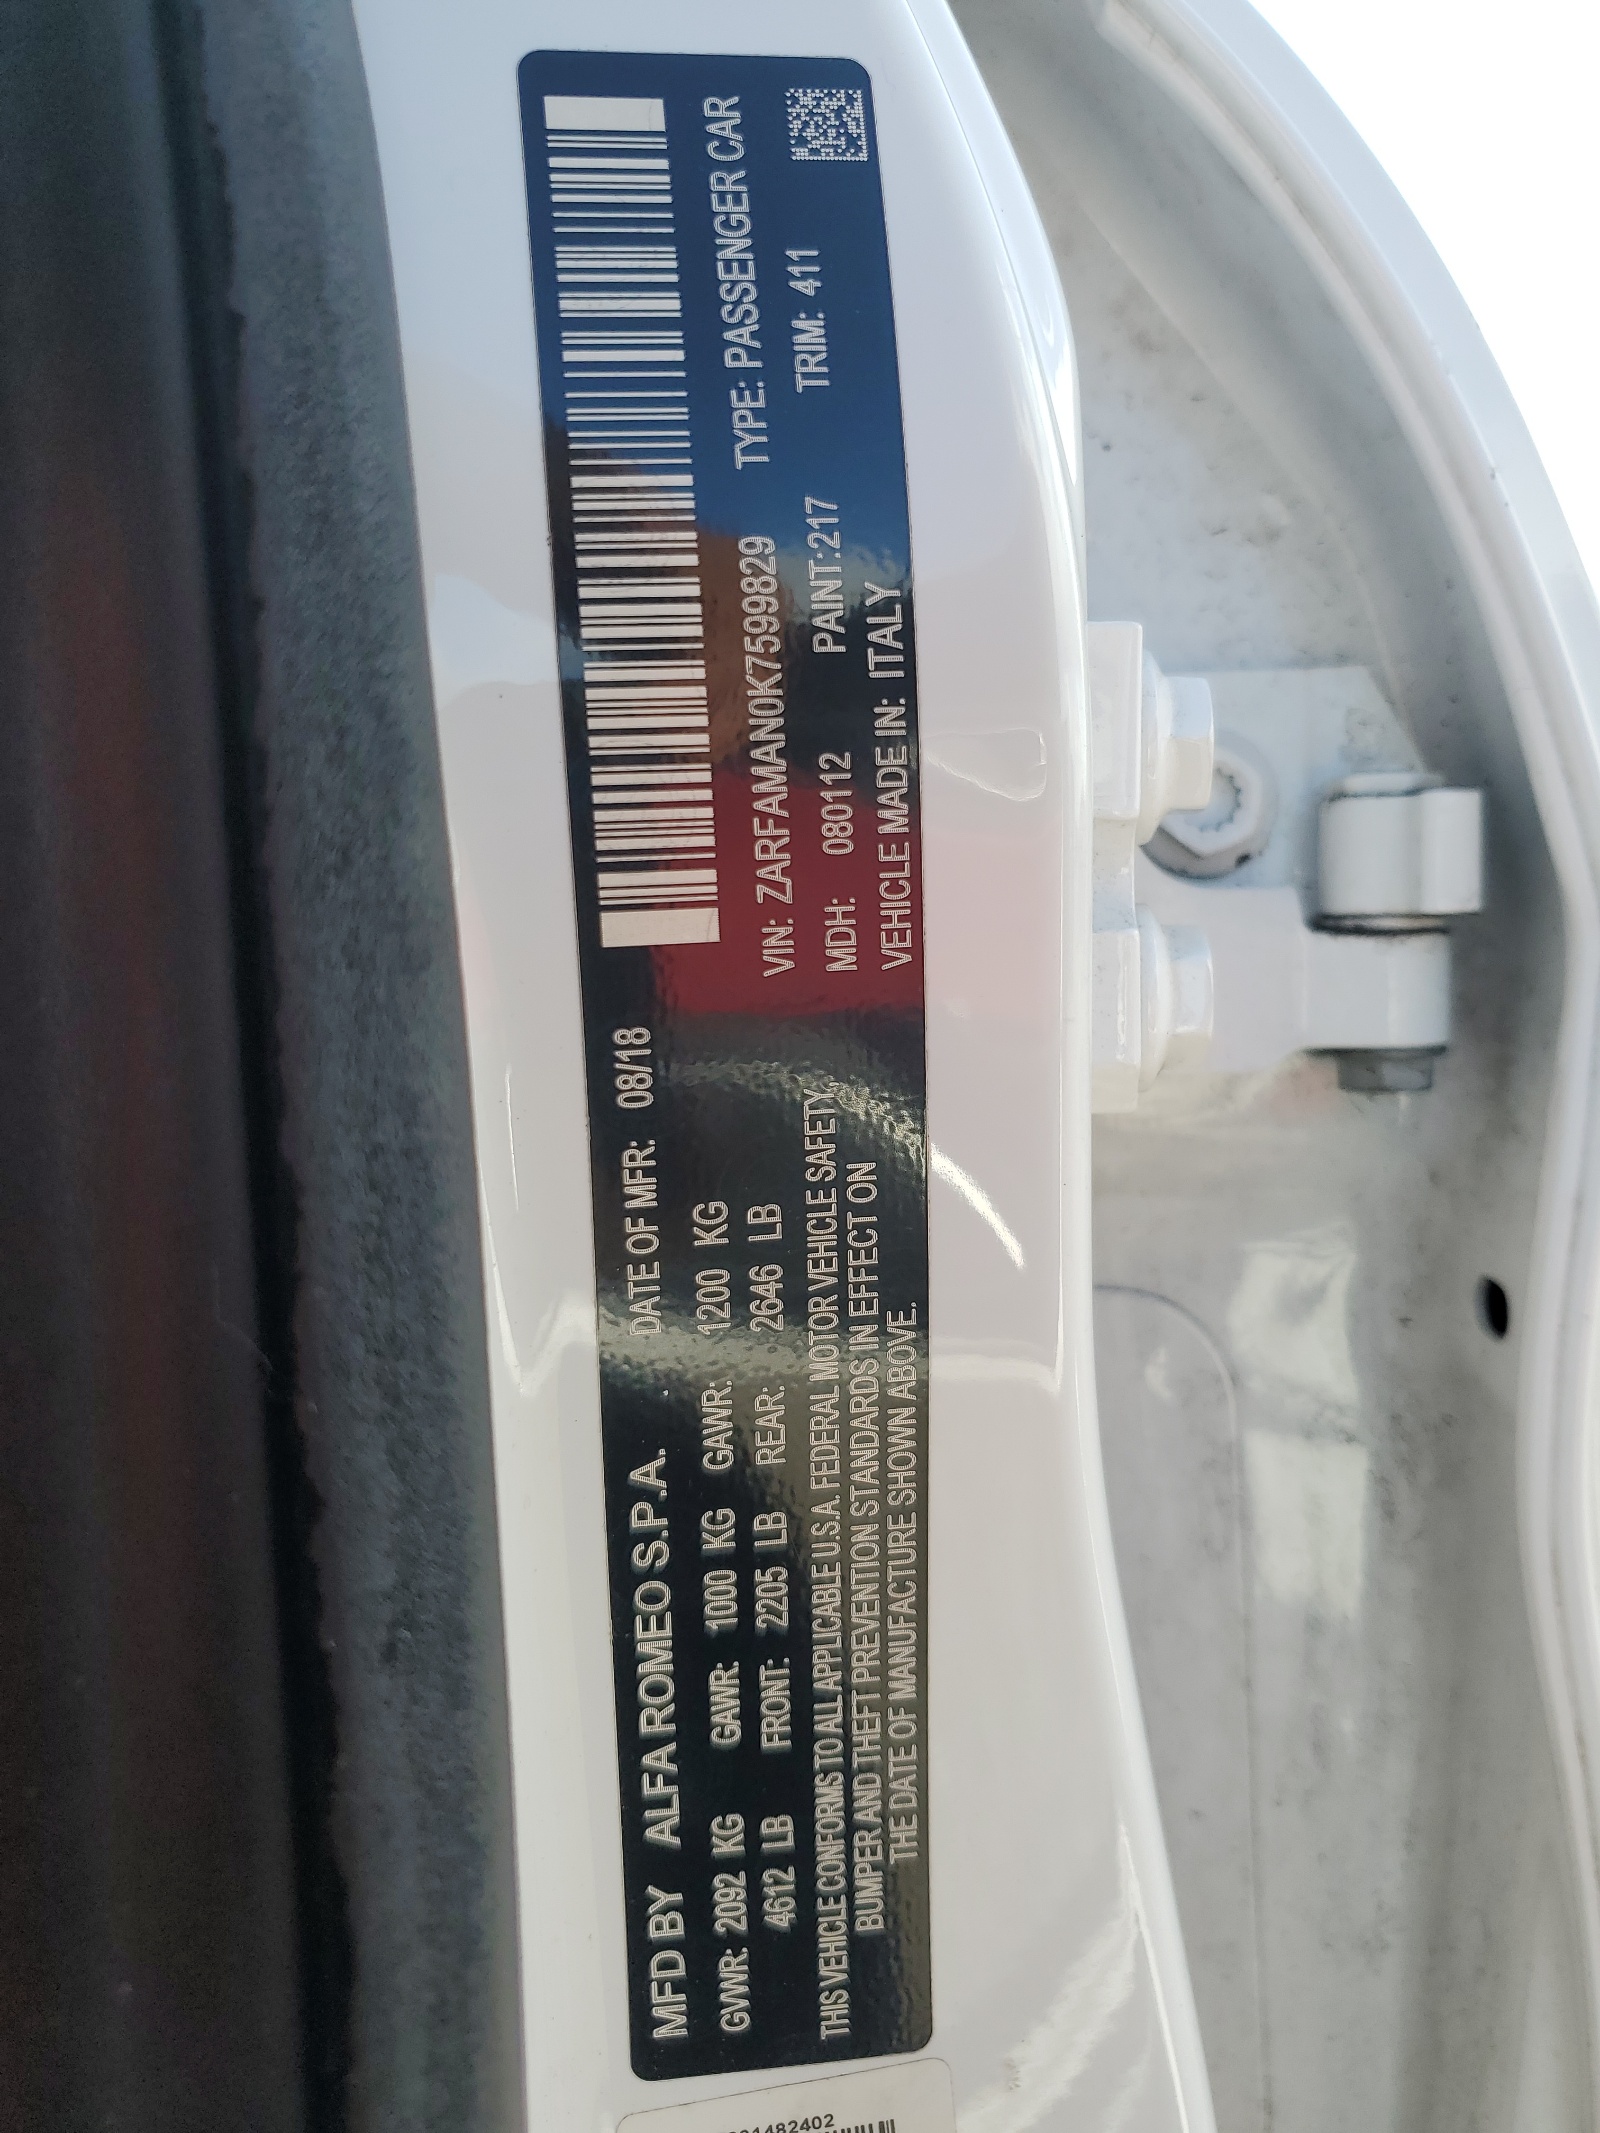 MFD BY ALFA ROMEO S.P.A. DATE OF MFR: 08/18
GVWR: 2092 KG GAWR: 1000 KG GAWR: 1200 KG
4612 LB FRONT: 2205 LB REAR: 2646 LB
THIS VEHICLE CONFORMS TO ALL APPLICABLE U.S.A. FEDERAL MOTOR VEHICLE SAFETY,
BUMPER AND THEFT PREVENTION STANDARDS IN EFFECT ON
THE DATE OF MANUFACTURE SHOWN ABOVE.
VIN: ZARFAMAN0K7599829 TYPE: PASSENGER CAR
MDH: 080112 PAINT:217 TRIM: 411
VEHICLE MADE IN: ITALY